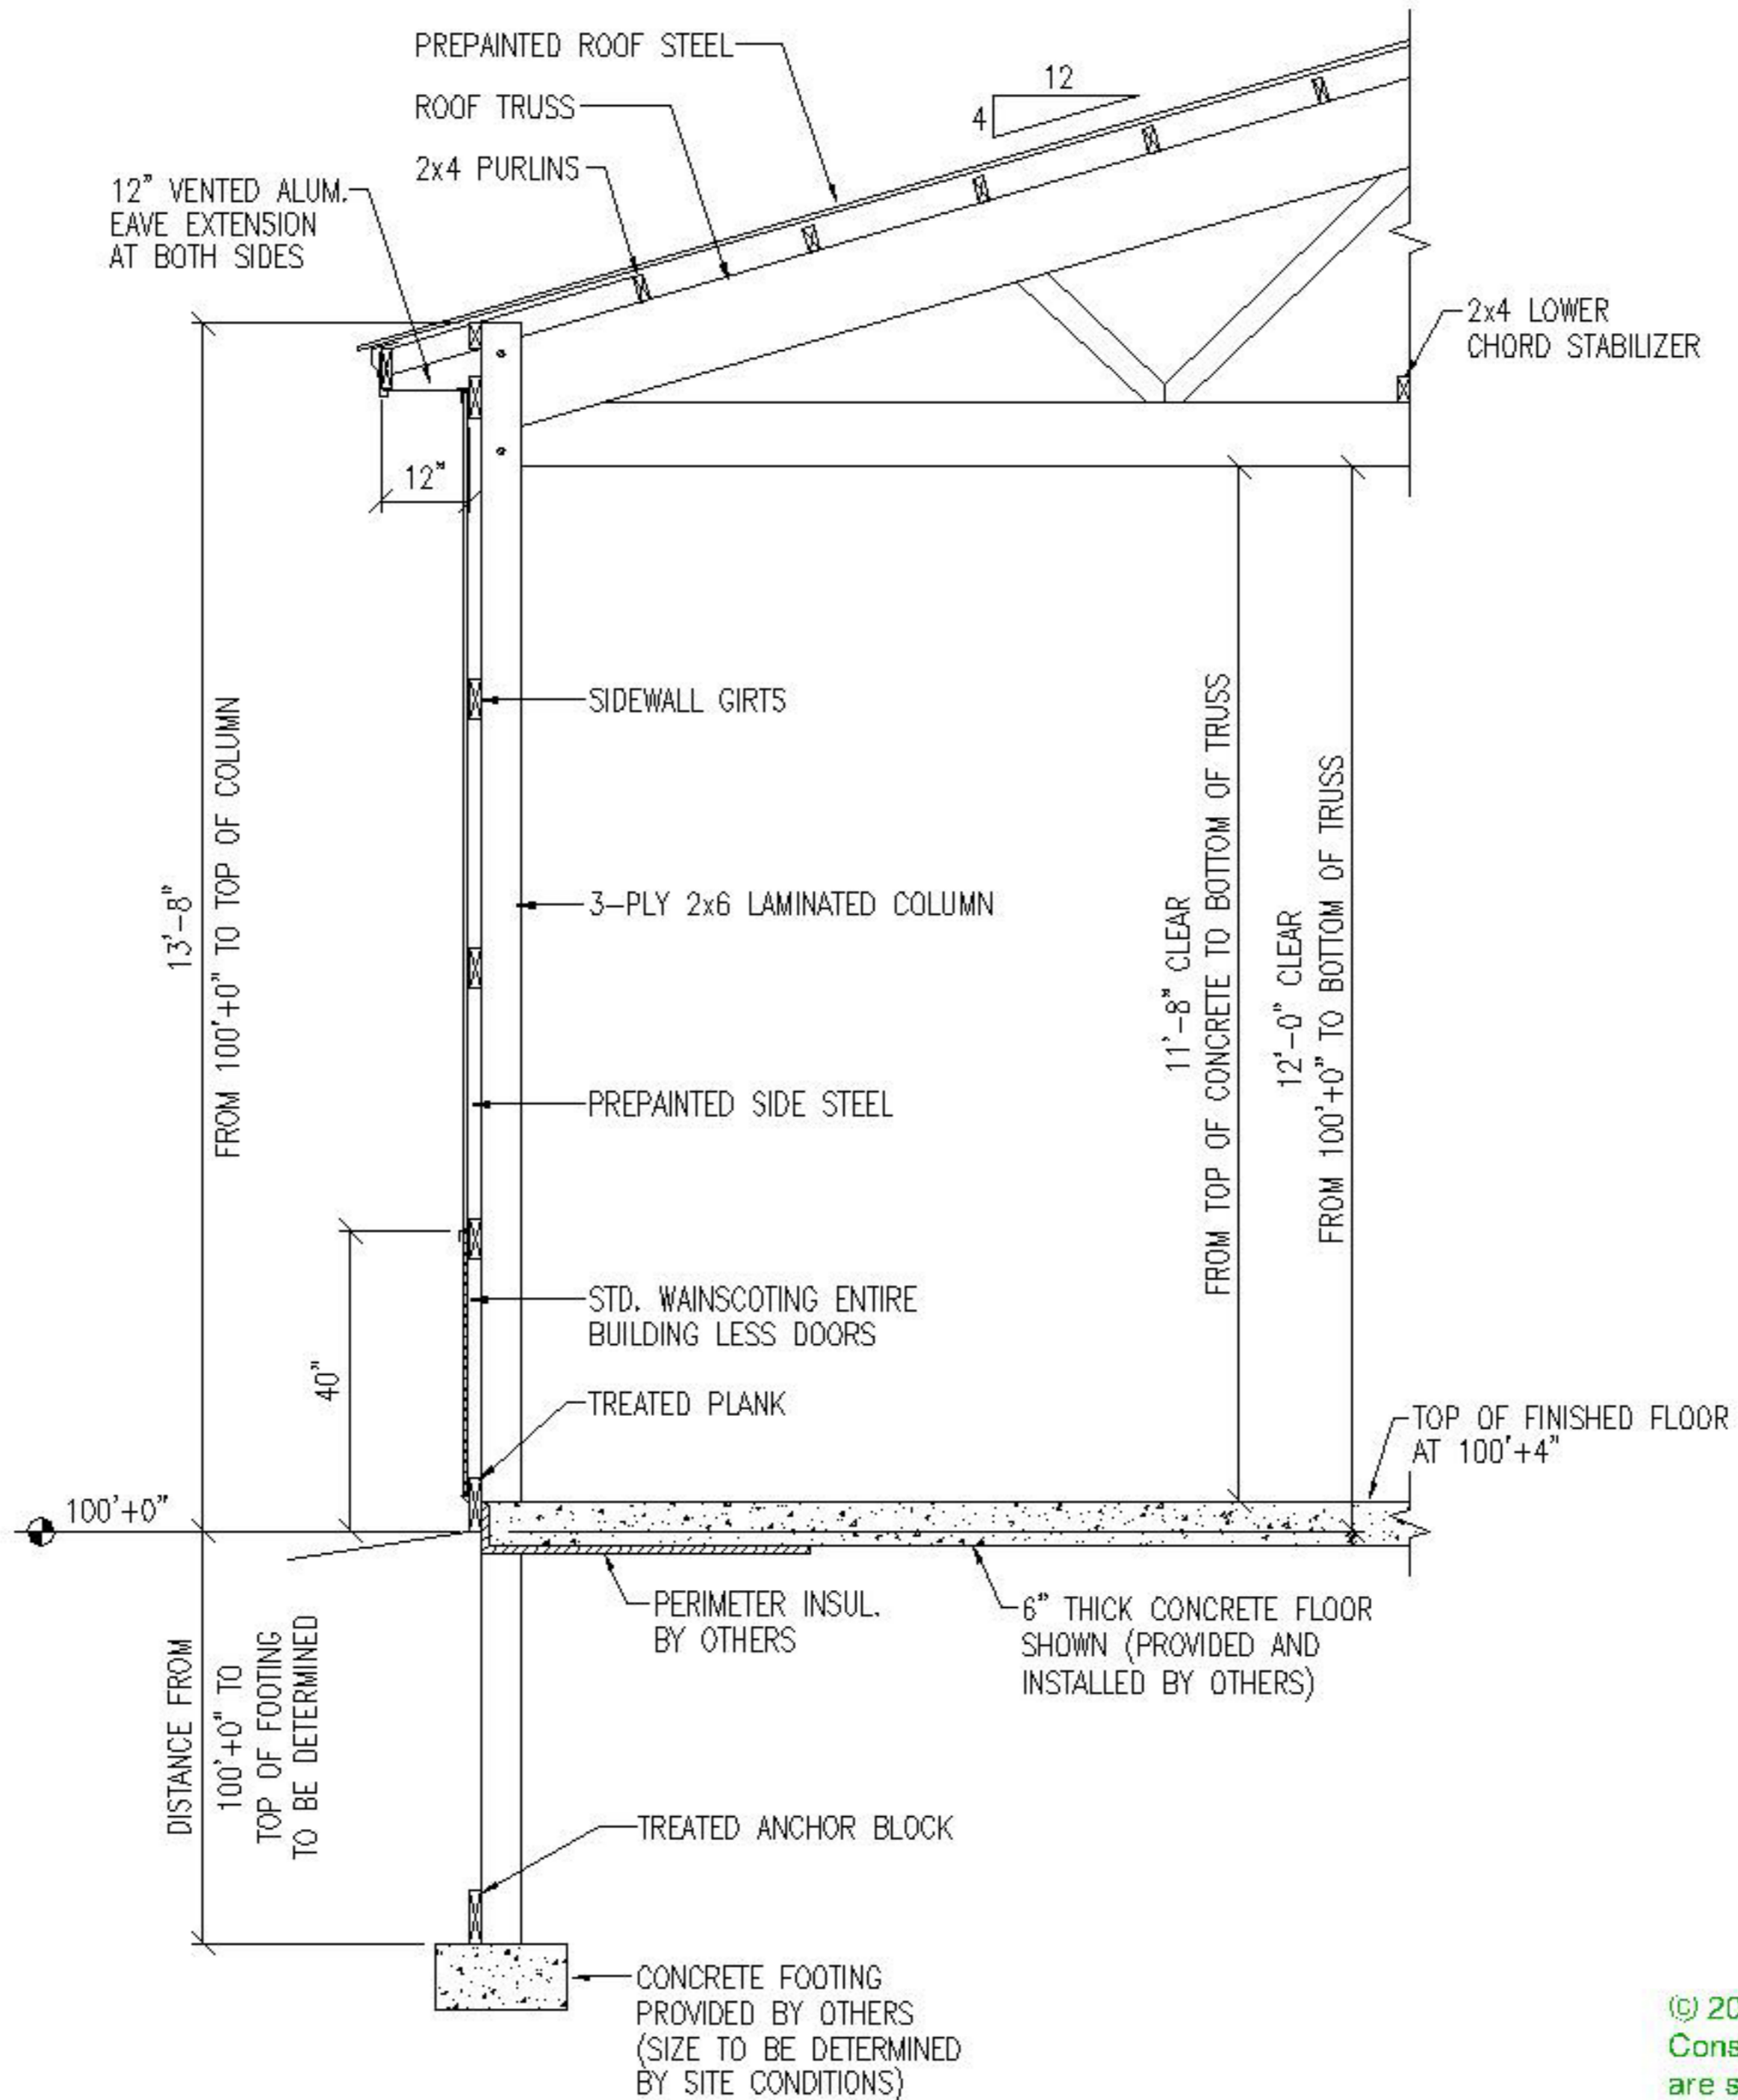 PREPAINTED ROOF STEEL
ROOF TRUSS
2x4 PURLINS
12" VENTED ALUM.
EAVE EXTENSION
AT BOTH SIDES
12
4
2x4 LOWER
CHORD STABILIZER
12"
SIDEWALL GIRTS
3-PLY 2x6 LAMINATED COLUMN
PREPAINTED SIDE STEEL
STD. WAINSCOTING ENTIRE
BUILDING LESS DOORS
TREATED PLANK
13'-8"
FROM 100'+0" TO TOP OF COLUMN
40"
11'-8" CLEAR
FROM TOP OF CONCRETE TO BOTTOM OF TRUSS
12'-0" CLEAR
FROM 100'+0" TO BOTTOM OF TRUSS
TOP OF FINISHED FLOOR
AT 100'+4"
100'+0"
PERIMETER INSUL.
BY OTHERS
6" THICK CONCRETE FLOOR
SHOWN (PROVIDED AND
INSTALLED BY OTHERS)
DISTANCE FROM
100'+0" TO
TOP OF FOOTING
TO BE DETERMINED
TREATED ANCHOR BLOCK
CONCRETE FOOTING
PROVIDED BY OTHERS
(SIZE TO BE DETERMINED
BY SITE CONDITIONS)
© 20
Cons
are s